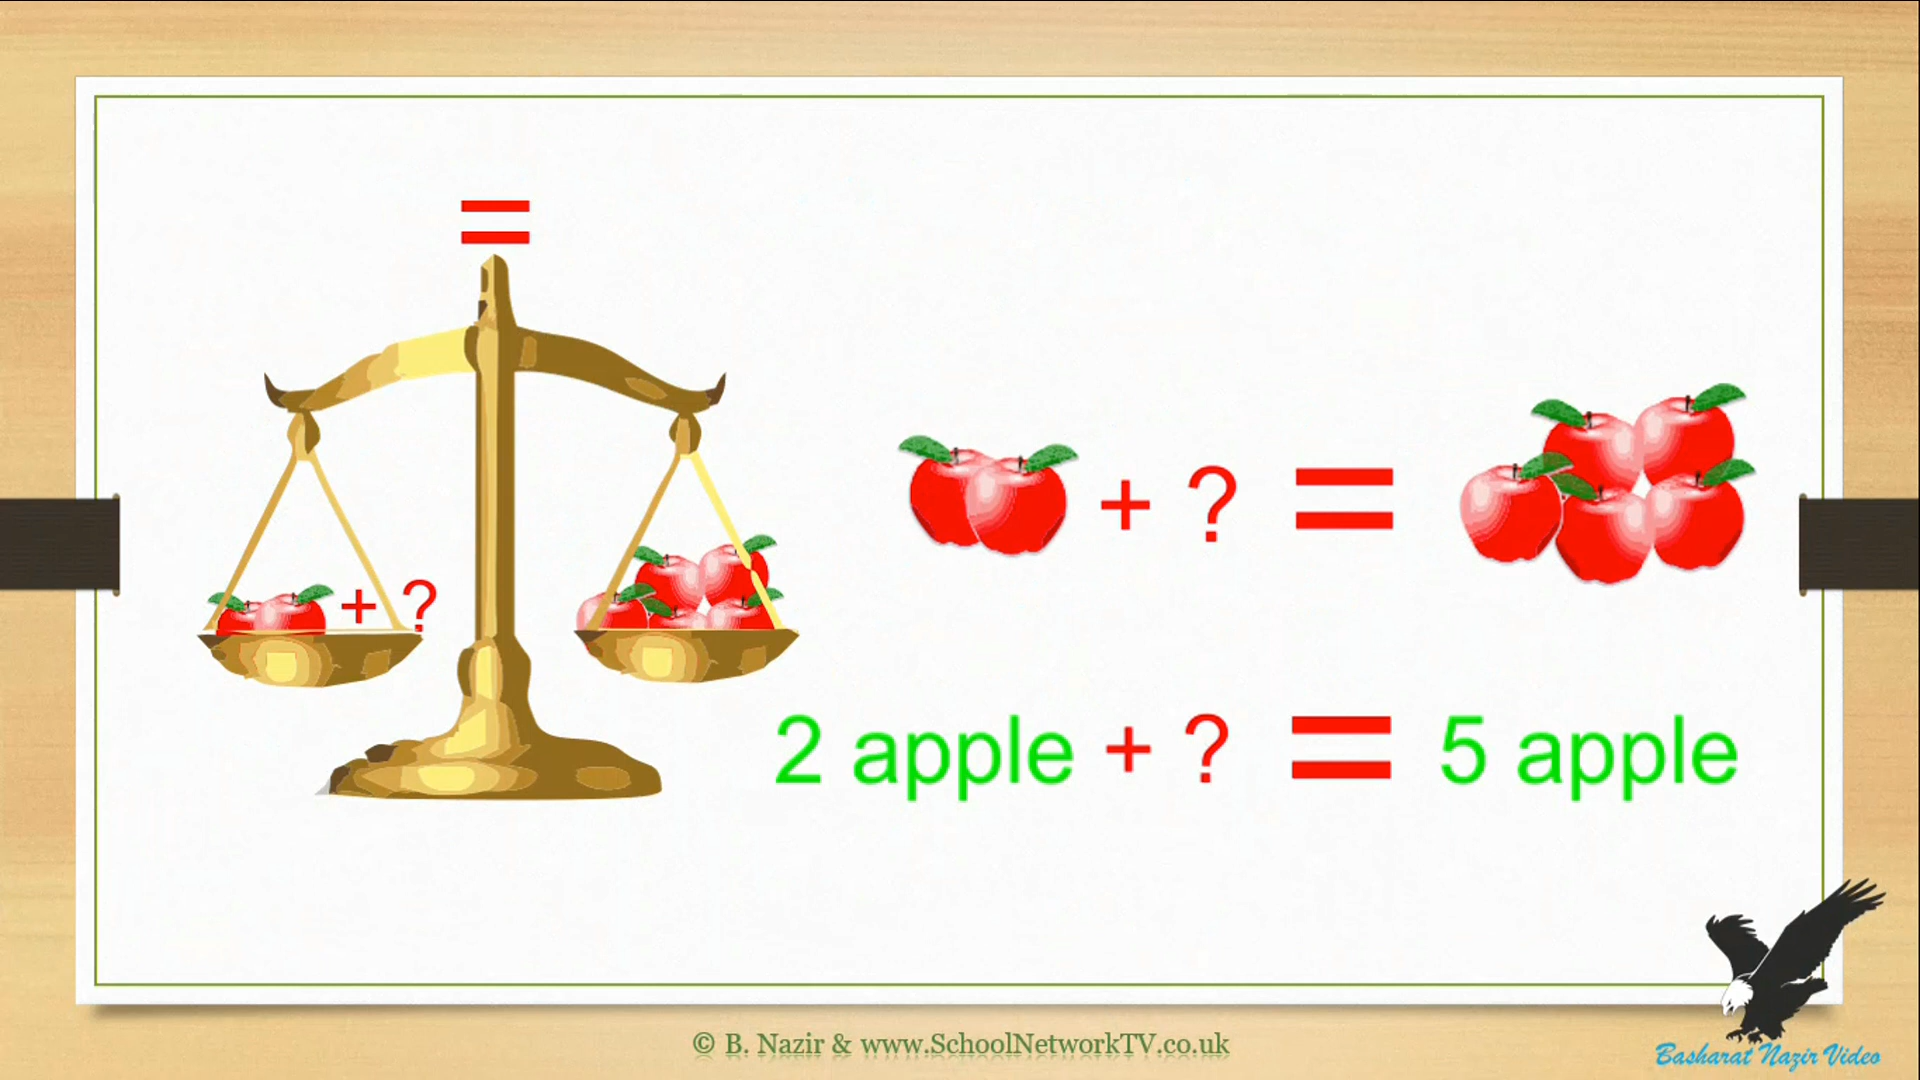 =
+ ?
+ ? =
2 apple + ? = 5 apple
© B. Nazir & www.SchoolNetworkTV.co.uk
Basharat Nazir Video